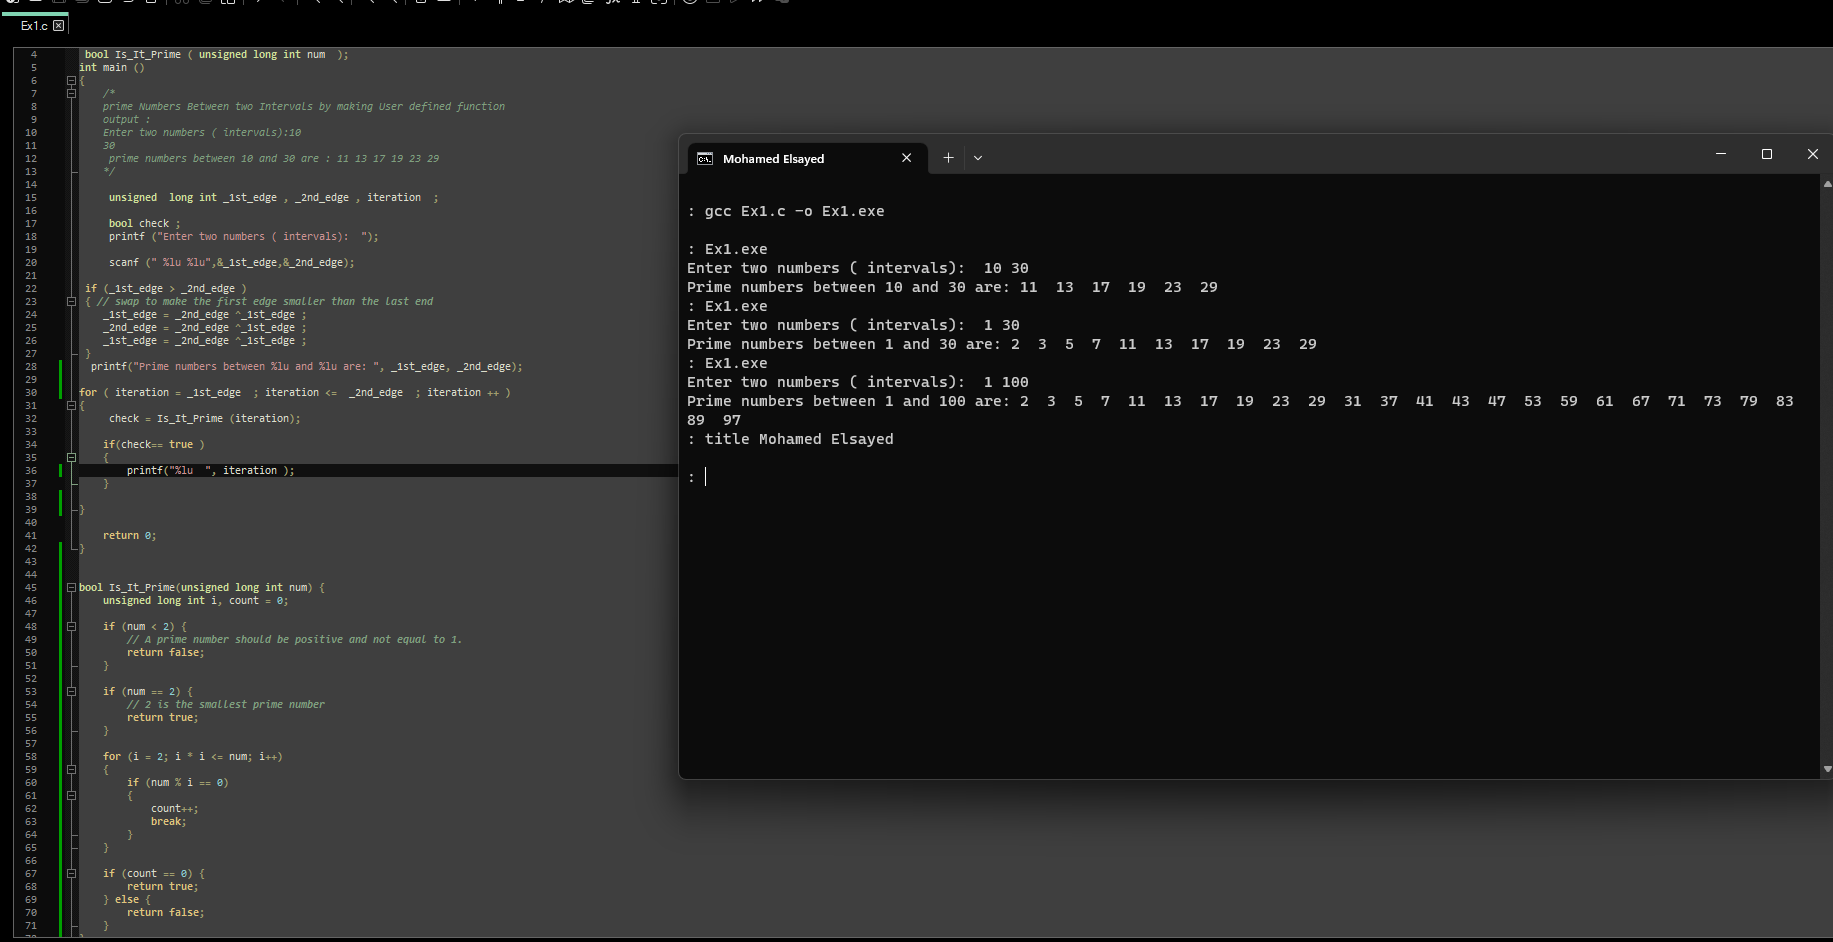 Ex1.c
4 bool Is_It_Prime ( unsigned long int num  );
5 int main ()
6 {
7 /*
8 prime Numbers Between two Intervals by making User defined function
9 output :
10 Enter two numbers ( intervals):10
11 30
12 prime numbers between 10 and 30 are : 11 13 17 19 23 29
13 */
14
15 unsigned  long int _1st_edge , _2nd_edge , iteration  ;
16
17 bool check ;
18 printf ("Enter two numbers ( intervals):  ");
19
20 scanf (" %lu %lu",&_1st_edge,&_2nd_edge);
21
22 if (_1st_edge > _2nd_edge )
23 { // swap to make the first edge smaller than the last end
24 _1st_edge = _2nd_edge ^_1st_edge ;
25 _2nd_edge = _2nd_edge ^_1st_edge ;
26 _1st_edge = _2nd_edge ^_1st_edge ;
27 }
28 printf("Prime numbers between %lu and %lu are: ", _1st_edge, _2nd_edge);
29
30 for ( iteration = _1st_edge  ; iteration <=  _2nd_edge  ; iteration ++ )
31 {
32 check = Is_It_Prime (iteration);
33
34 if(check== true )
35 {
36 printf("%lu  ", iteration );
37 }
38
39 }
40
41 return 0;
42 }
43
44
45 bool Is_It_Prime(unsigned long int num) {
46 unsigned long int i, count = 0;
47
48 if (num < 2) {
49 // A prime number should be positive and not equal to 1.
50 return false;
51 }
52
53 if (num == 2) {
54 // 2 is the smallest prime number
55 return true;
56 }
57
58 for (i = 2; i * i <= num; i++)
59 {
60 if (num % i == 0)
61 {
62 count++;
63 break;
64 }
65 }
66
67 if (count == 0) {
68 return true;
69 } else {
70 return false;
71 }
Mohamed Elsayed
: gcc Ex1.c -o Ex1.exe
: Ex1.exe
Enter two numbers ( intervals):  10 30
Prime numbers between 10 and 30 are: 11  13  17  19  23  29
: Ex1.exe
Enter two numbers ( intervals):  1 30
Prime numbers between 1 and 30 are: 2  3  5  7  11  13  17  19  23  29
: Ex1.exe
Enter two numbers ( intervals):  1 100
Prime numbers between 1 and 100 are: 2  3  5  7  11  13  17  19  23  29  31  37  41  43  47  53  59  61  67  71  73  79  83
89  97
: title Mohamed Elsayed
: